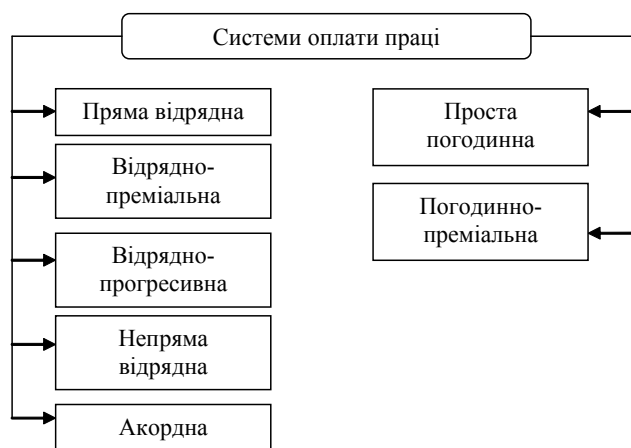 Системи оплати праці
Пряма відрядна
Відрядно-
преміальна
Відрядно-
прогресивна
Непряма
відрядна
Акордна
Проста
погодинна
Погодинно-
преміальна